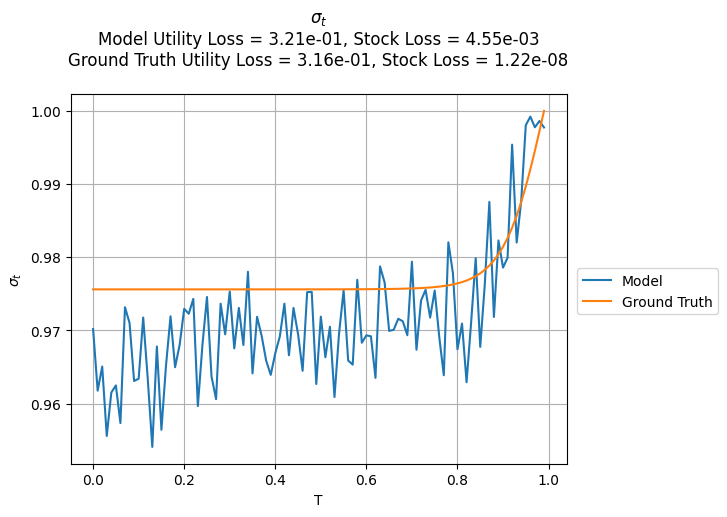 σₜ
Model Utility Loss = 3.21e-01, Stock Loss = 4.55e-03
Ground Truth Utility Loss = 3.16e-01, Stock Loss = 1.22e-08
1.00
0.99
0.98
0.97
0.96
σₜ
0.0
0.2
0.4
0.6
0.8
1.0
T
Model
Ground Truth